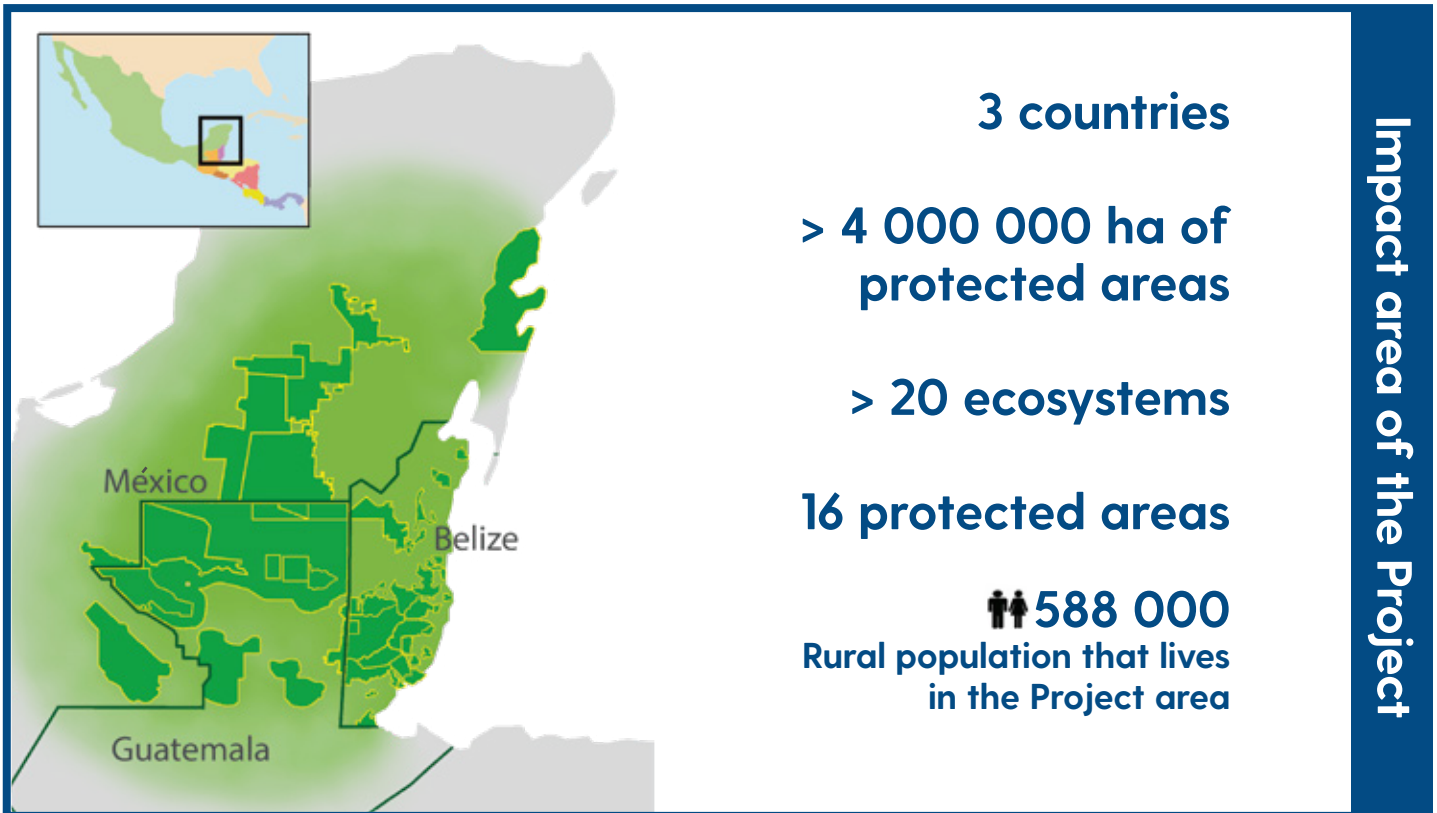 México
Belize
Guatemala
3 countries
> 4 000 000 ha of
protected areas
> 20 ecosystems
16 protected areas
588 000
Rural population that lives
in the Project area
Impact area of the Project